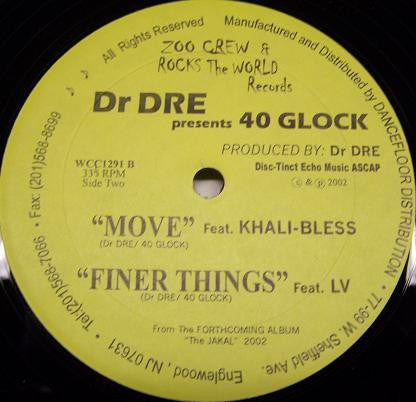 All Rights Reserved
Manufactured and Distributed by DANCEFLOOR DISTRIBUTION • 77-99 W. Sheffield Ave. Englewood, NJ 07631 • Tel:(201)568-7066 • Fax: (201)568-8699
ZOO CREW &
ROCKS The WORLD
Records
Dr DRE
presents 40 GLOCK
PRODUCED BY: Dr DRE
Disc-Tinct Echo Music ASCAP
WCC1291 B
335 RPM
Side Two
© & ℗ 2002
“MOVE” Feat. KHALI-BLESS
(Dr DRE/ 40 GLOCK)
“FINER THINGS” Feat. LV
(Dr DRE/ 40 GLOCK)
From The FORTHCOMING ALBUM
"The JAKAL" 2002